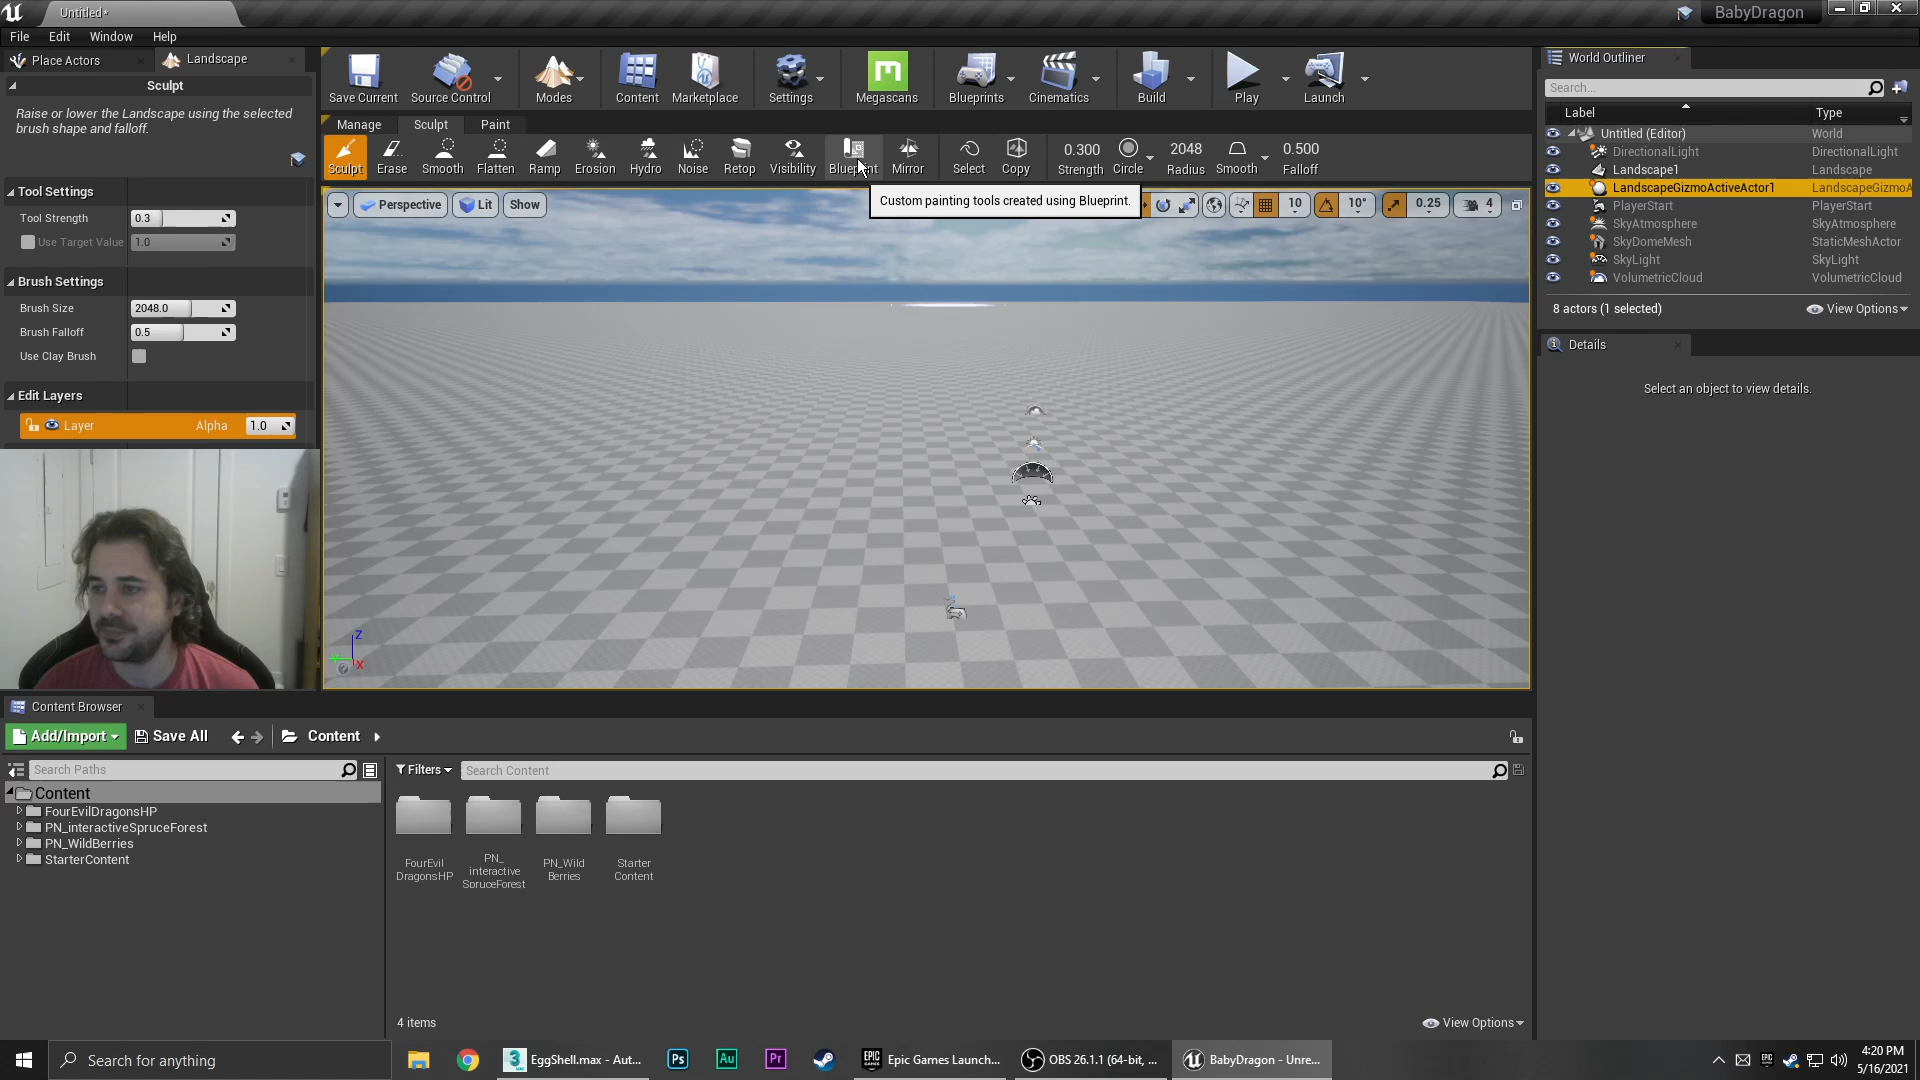 Untitled*
BabyDragon
File Edit Window Help
Place Actors
Landscape
Sculpt
Raise or lower the Landscape using the selected
brush shape and falloff.
Tool Settings
Tool Strength 0.3
Use Target Value 1.0
Brush Settings
Brush Size 2048.0
Brush Falloff 0.5
Use Clay Brush
Edit Layers
Layer Alpha 1.0
Save Current Source Control Modes Content Marketplace Settings Megascans Blueprints Cinematics Build Play Launch
Manage Sculpt Paint
0.300 2048 0.500
Sculpt Erase Smooth Flatten Ramp Erosion Hydro Noise Retop Visibility Blueprint Mirror Select Copy Strength Circle Radius Smooth Falloff
Custom painting tools created using Blueprint.
Perspective Lit Show
10 10° 0.25 4
Z
X
World Outliner
Search...
Label Type
Untitled (Editor) World
DirectionalLight DirectionalLight
Landscape1 Landscape
LandscapeGizmoActiveActor1 LandscapeGizmoA
PlayerStart PlayerStart
SkyAtmosphere SkyAtmosphere
SkyDomeMesh StaticMeshActor
SkyLight SkyLight
VolumetricCloud VolumetricCloud
8 actors (1 selected) View Options
Details
Select an object to view details.
Content Browser
Add/Import Save All Content
Search Paths
Filters Search Content
Content
FourEvilDragonsHP
PN_interactiveSpruceForest
PN_WildBerries
StarterContent
FourEvil
DragonsHP
PN_
interactive
SpruceForest
PN_Wild
Berries
Starter
Content
4 items
View Options
Search for anything
3
MAX
EggShell.max - Aut...
Ps
Au
Pr
EPIC
GAMES
Epic Games Launch...
OBS 26.1.1 (64-bit, ...
BabyDragon - Unre...
4:20 PM
5/16/2021